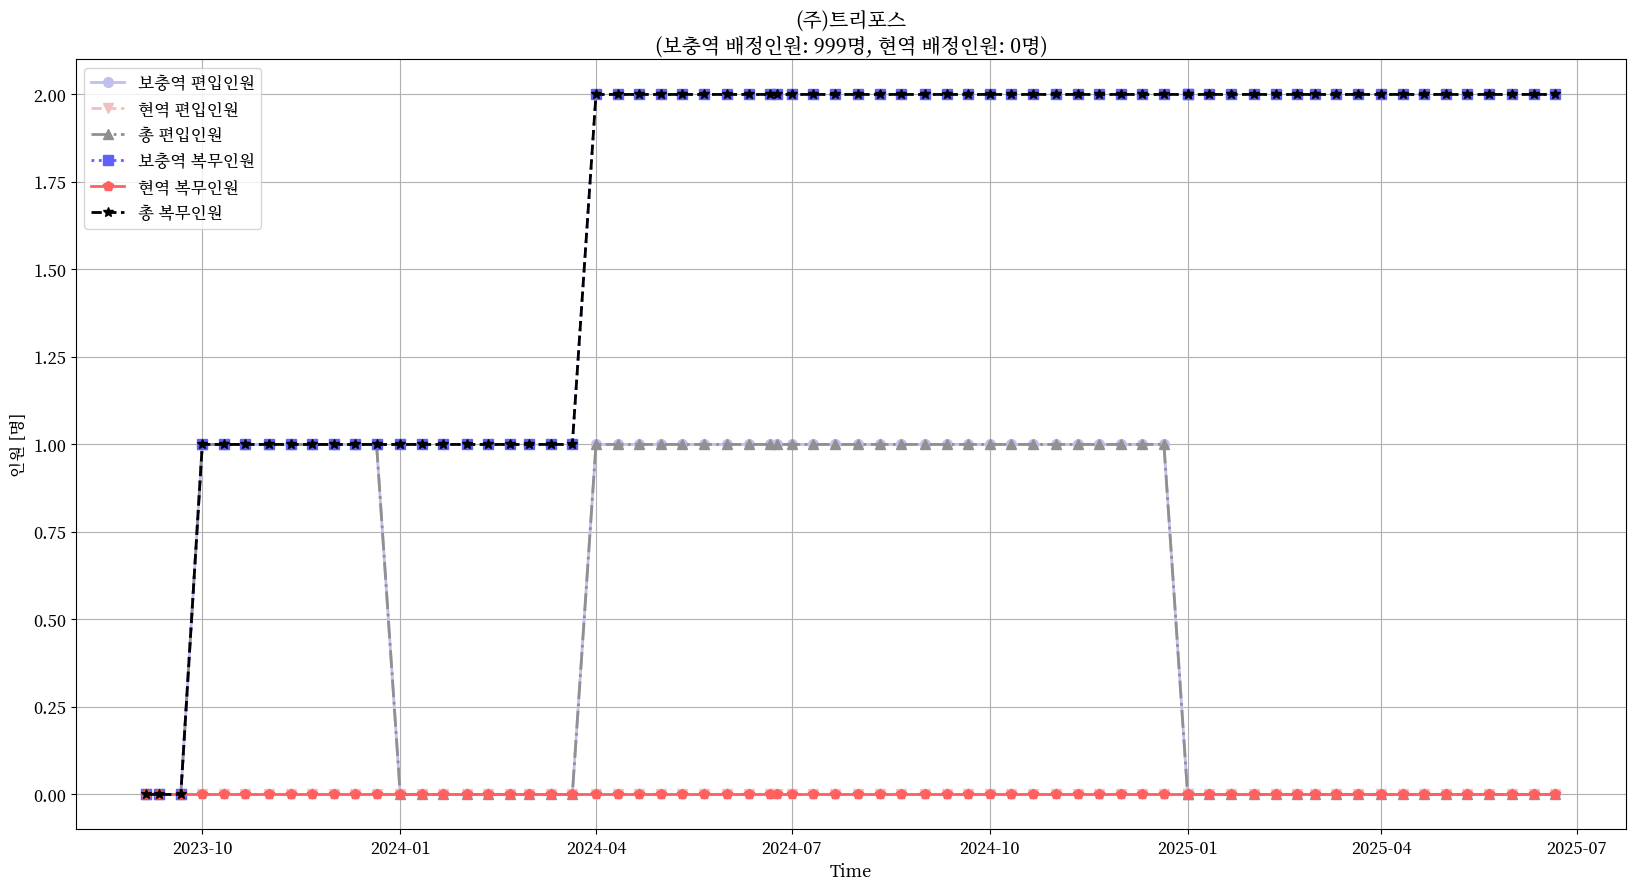 (주)트리포스
(보충역 배정인원: 999명, 현역 배정인원: 0명)
보충역 편입인원
현역 편입인원
총 편입인원
보충역 복무인원
현역 복무인원
총 복무인원
인원 [명]
2.00
1.75
1.50
1.25
1.00
0.75
0.50
0.25
0.00
2023-10
2024-01
2024-04
2024-07
2024-10
2025-01
2025-04
2025-07
Time